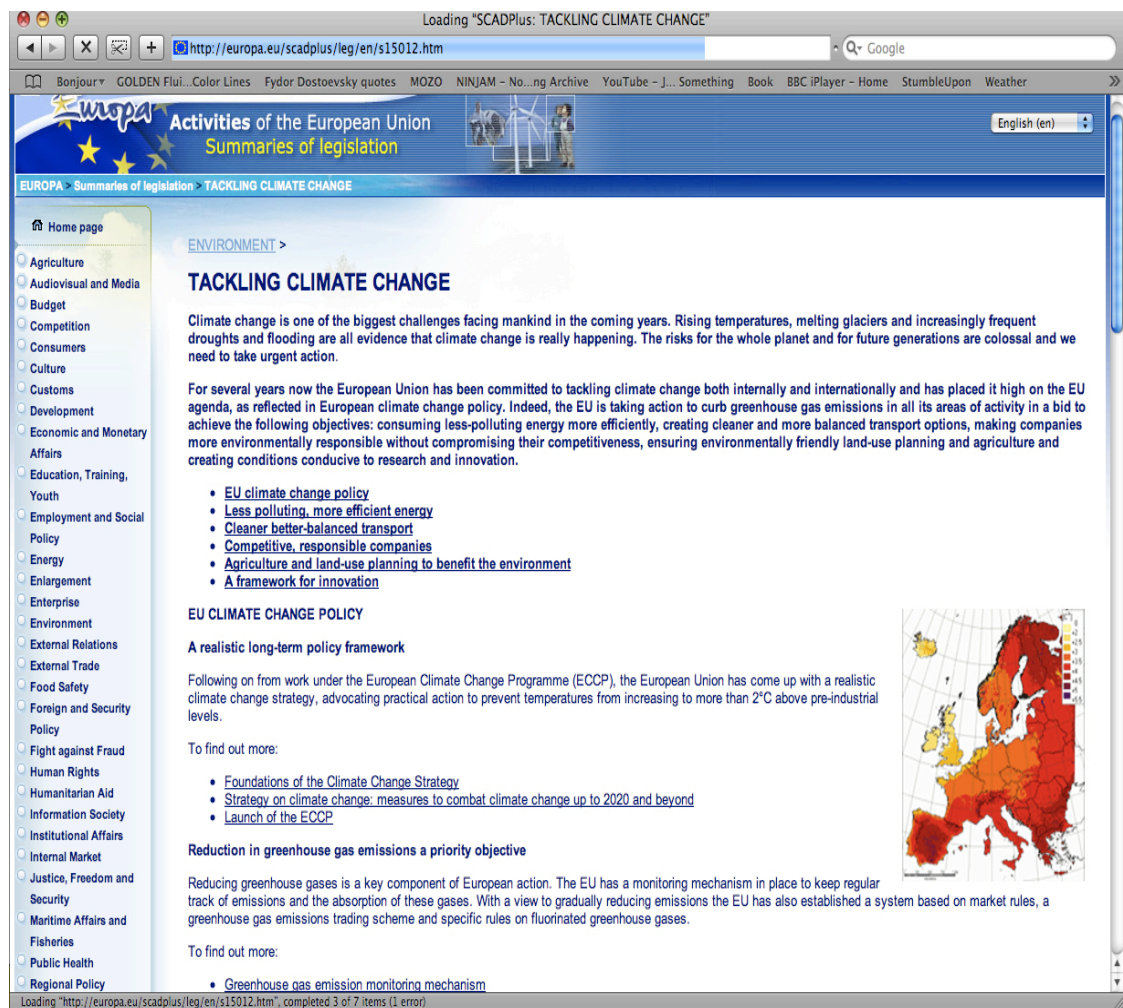 Loading "SCADPlus: TACKLING CLIMATE CHANGE"
http://europa.eu/scadplus/leg/en/s15012.htm
Google
Bonjour GOLDEN Flui...Color Lines Fydor Dostoevsky quotes MOZO NINJAM – No...ng Archive YouTube – J... Something Book BBC iPlayer – Home StumbleUpon Weather
Europa
Activities of the European Union
Summaries of legislation
English (en)
EUROPA > Summaries of legislation > TACKLING CLIMATE CHANGE
Home page
Agriculture
Audiovisual and Media
Budget
Competition
Consumers
Culture
Customs
Development
Economic and Monetary
Affairs
Education, Training,
Youth
Employment and Social
Policy
Energy
Enlargement
Enterprise
Environment
External Relations
External Trade
Food Safety
Foreign and Security
Policy
Fight against Fraud
Human Rights
Humanitarian Aid
Information Society
Institutional Affairs
Internal Market
Justice, Freedom and
Security
Maritime Affairs and
Fisheries
Public Health
Regional Policy
ENVIRONMENT >
TACKLING CLIMATE CHANGE
Climate change is one of the biggest challenges facing mankind in the coming years. Rising temperatures, melting glaciers and increasingly frequent
droughts and flooding are all evidence that climate change is really happening. The risks for the whole planet and for future generations are colossal and we
need to take urgent action.
For several years now the European Union has been committed to tackling climate change both internally and internationally and has placed it high on the EU
agenda, as reflected in European climate change policy. Indeed, the EU is taking action to curb greenhouse gas emissions in all its areas of activity in a bid to
achieve the following objectives: consuming less-polluting energy more efficiently, creating cleaner and more balanced transport options, making companies
more environmentally responsible without compromising their competitiveness, ensuring environmentally friendly land-use planning and agriculture and
creating conditions conducive to research and innovation.
• EU climate change policy
• Less polluting, more efficient energy
• Cleaner better-balanced transport
• Competitive, responsible companies
• Agriculture and land-use planning to benefit the environment
• A framework for innovation
EU CLIMATE CHANGE POLICY
A realistic long-term policy framework
Following on from work under the European Climate Change Programme (ECCP), the European Union has come up with a realistic
climate change strategy, advocating practical action to prevent temperatures from increasing to more than 2°C above pre-industrial
levels.
To find out more:
• Foundations of the Climate Change Strategy
• Strategy on climate change: measures to combat climate change up to 2020 and beyond
• Launch of the ECCP
Reduction in greenhouse gas emissions a priority objective
Reducing greenhouse gases is a key component of European action. The EU has a monitoring mechanism in place to keep regular
track of emissions and the absorption of these gases. With a view to gradually reducing emissions the EU has also established a system based on market rules, a
greenhouse gas emissions trading scheme and specific rules on fluorinated greenhouse gases.
To find out more:
• Greenhouse gas emission monitoring mechanism
Loading "http://europa.eu/scadplus/leg/en/s15012.htm", completed 3 of 7 items (1 error)